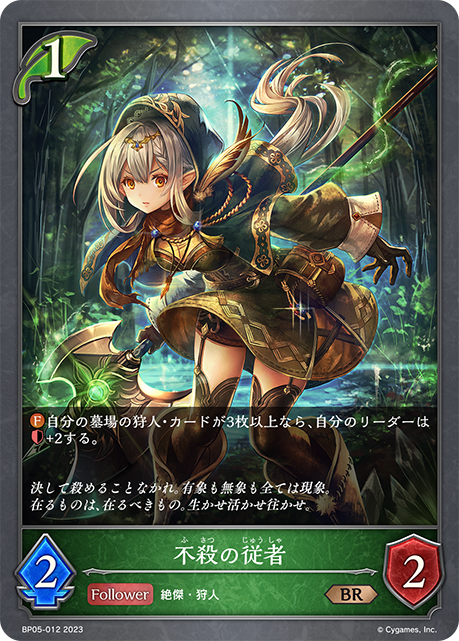 1
F 自分の墓場の狩人・カードが3枚以上なら、自分のリーダーは
+2する。
決して殺めることなかれ。有象も無象も全ては現象。
在るものは、在るべきもの。生かせ活かせ往かせ。
ふさつ じゅうしゃ
不殺の従者
2
Follower 絶傑・狩人
BR
2
BP05-012 2023
© Cygames, Inc.